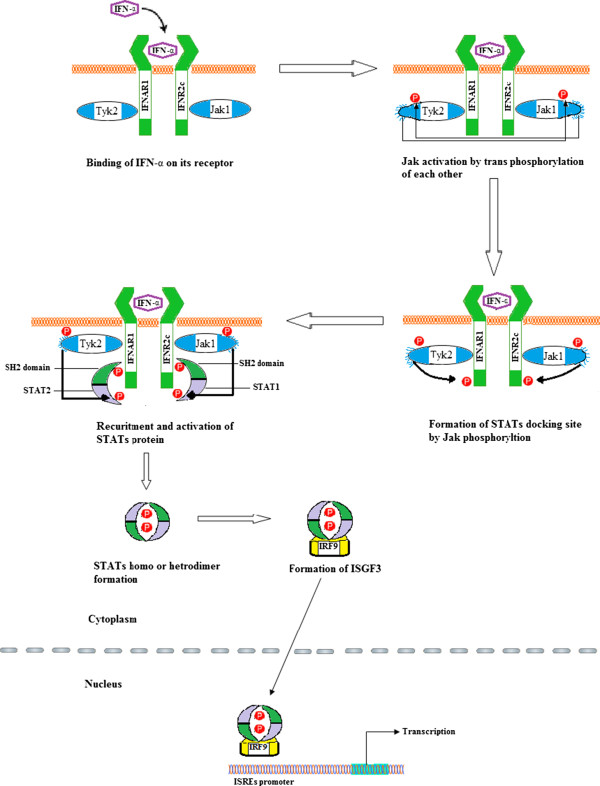 IFN-α
IFN-α
IFNAR1
IFNR2c
Tyk2
Jak1
Binding of IFN-α on its receptor
IFN-α
IFNAR1
IFNR2c
P
P
Tyk2
Jak1
Jak activation by trans phosphorylation
of each other
IFN-α
IFNAR1
IFNR2c
P
P
Tyk2
Jak1
SH2 domain
SH2 domain
P
P
STAT2
STAT1
P
P
Recuritment and activation of
STATs protein
IFN-α
IFNAR1
IFNR2c
P
P
Tyk2
Jak1
P
P
Formation of STATs docking site
by Jak phosphoryltion
P
P
STATs homo or hetrodimer
formation
P
P
IRF9
Formation of ISGF3
Cytoplasm
Nucleus
P
P
IRF9
Transcription
ISREs promoter